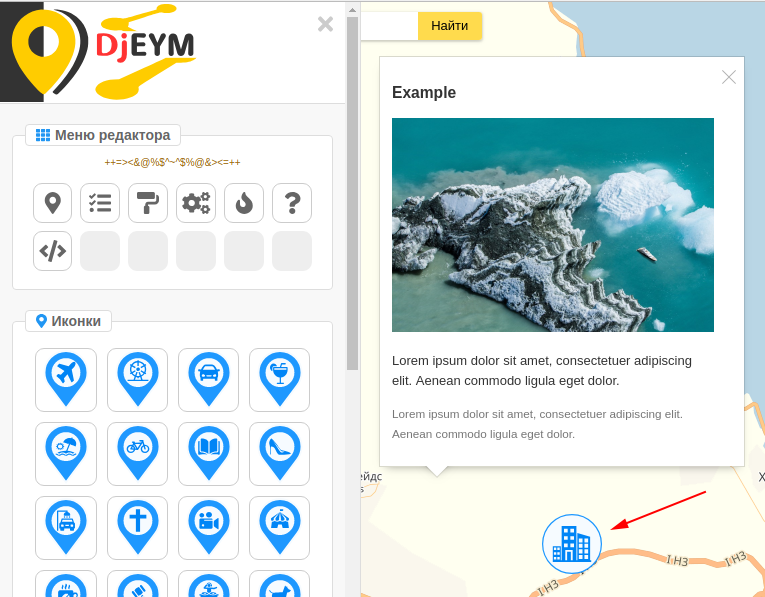 DjEYM
Найти
Меню редактора
++=><&@%$^~^$%@&><=++
Иконки
Example
Lorem ipsum dolor sit amet, consectetuer adipiscing
elit. Aenean commodo ligula eget dolor.
Lorem ipsum dolor sit amet, consectetuer adipiscing elit.
Aenean commodo ligula eget dolor.
ейдс
s
Х
I H3
I H3
I H3